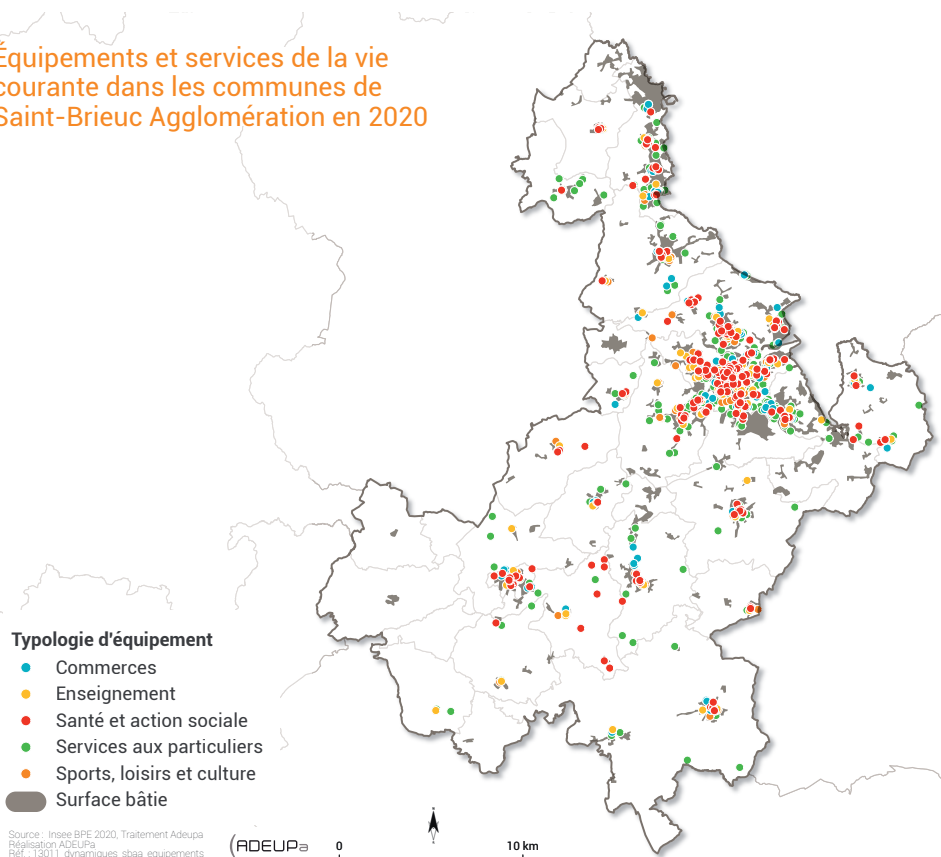 Équipements et services de la vie
courante dans les communes de
Saint-Brieuc Agglomération en 2020
Typologie d'équipement
Commerces
Enseignement
Santé et action sociale
Services aux particuliers
Sports, loisirs et culture
Surface bâtie
Source : Insee BPE 2020, Traitement Adeupa
Réalisation ADEUPa
Réf. : 13011_dynamiques_sbaa_equipements
ADEUPa
0 10 km